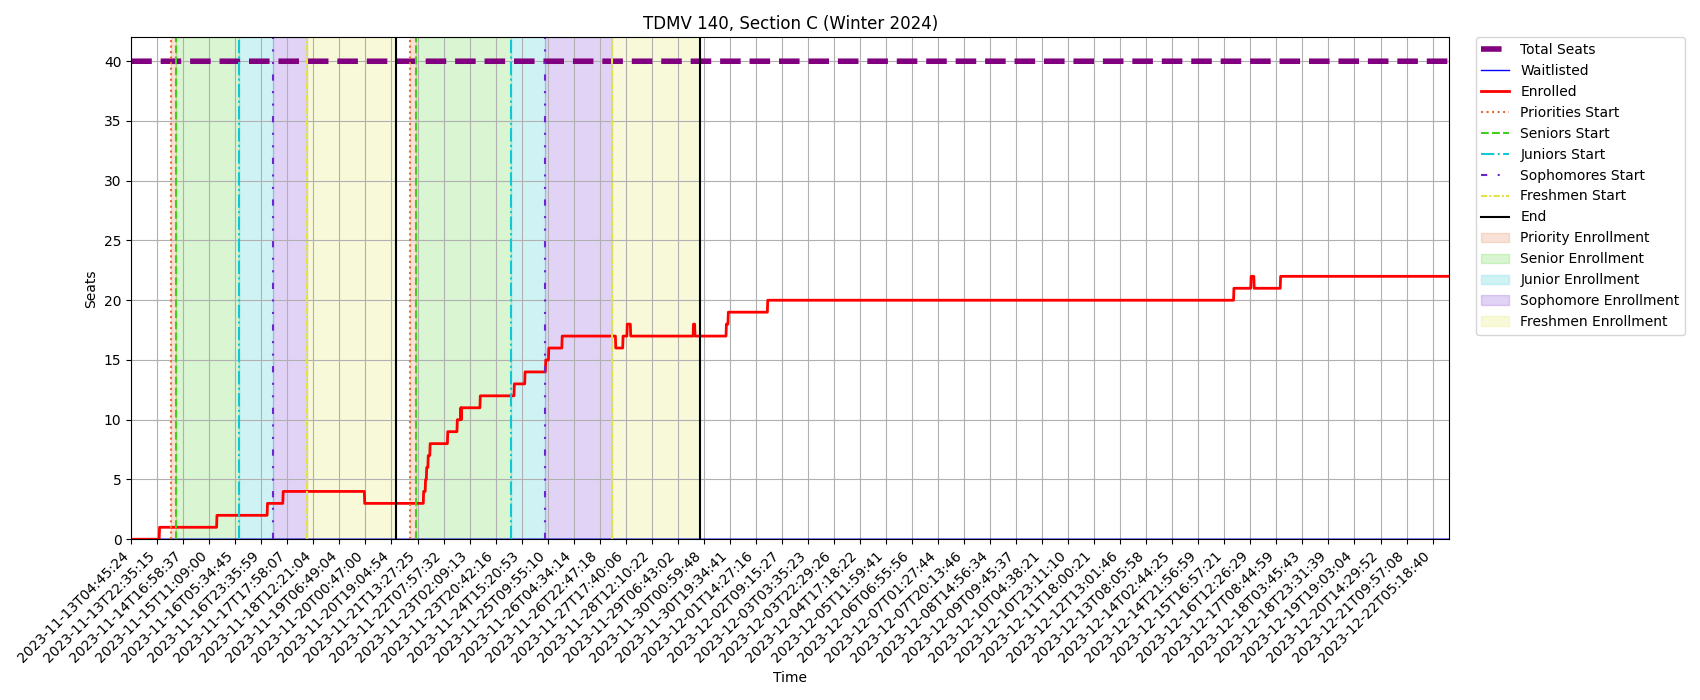 TDMV 140, Section C (Winter 2024)
Seats
40
35
30
25
20
15
10
5
0
2023-11-13T04:45:24
2023-11-13T22:35:15
2023-11-14T16:58:37
2023-11-15T11:09:00
2023-11-16T05:34:45
2023-11-16T23:35:59
2023-11-17T17:58:07
2023-11-18T12:21:04
2023-11-19T06:49:04
2023-11-20T00:47:00
2023-11-20T19:04:54
2023-11-21T13:27:25
2023-11-22T07:57:32
2023-11-23T02:09:13
2023-11-23T20:42:16
2023-11-24T15:20:53
2023-11-25T09:55:10
2023-11-26T04:34:14
2023-11-26T22:47:18
2023-11-27T17:40:06
2023-11-28T12:10:22
2023-11-29T06:43:02
2023-11-30T00:59:48
2023-11-30T19:34:41
2023-12-01T14:27:16
2023-12-02T09:15:27
2023-12-03T03:35:23
2023-12-03T22:29:26
2023-12-04T17:18:22
2023-12-05T11:59:41
2023-12-06T06:55:56
2023-12-07T01:27:44
2023-12-07T20:13:46
2023-12-08T14:56:34
2023-12-09T09:45:37
2023-12-10T04:38:21
2023-12-10T23:11:10
2023-12-11T18:00:21
2023-12-12T13:01:46
2023-12-13T08:05:58
2023-12-14T02:44:25
2023-12-14T21:56:59
2023-12-15T16:57:21
2023-12-16T12:26:29
2023-12-17T08:44:59
2023-12-18T03:45:43
2023-12-18T23:31:39
2023-12-19T19:03:04
2023-12-20T14:29:52
2023-12-21T09:57:08
2023-12-22T05:18:40
Time
Total Seats
Waitlisted
Enrolled
Priorities Start
Seniors Start
Juniors Start
Sophomores Start
Freshmen Start
End
Priority Enrollment
Senior Enrollment
Junior Enrollment
Sophomore Enrollment
Freshmen Enrollment